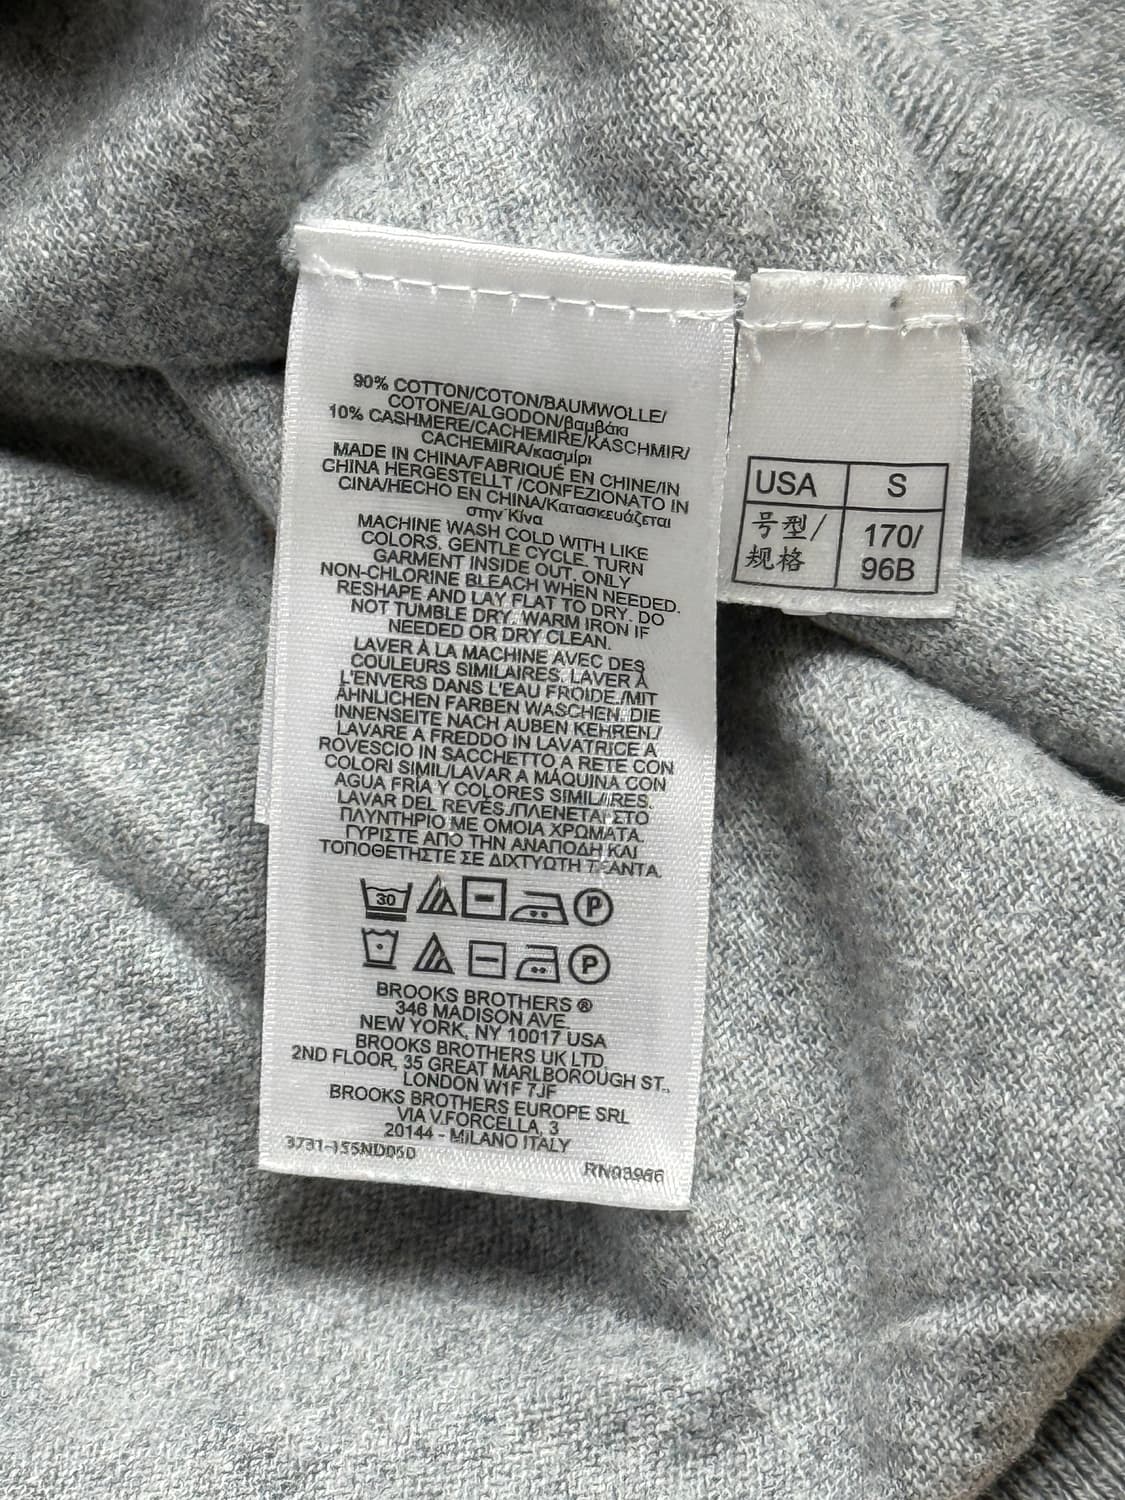 90% COTTON/COTON/BAUMWOLLE/
COTONE/ALGODON/βαμβάκι
10% CASHMERE/CACHEMIRE/KASCHMIR/
CACHEMIRA/κασμίρι
MADE IN CHINA/FABRIQUÉ EN CHINE/IN
CHINA HERGESTELLT /CONFEZIONATO IN
CINA/HECHO EN CHINA/Κατασκευάζεται
στην Κίνα
MACHINE WASH COLD WITH LIKE
COLORS. GENTLE CYCLE. TURN
GARMENT INSIDE OUT. ONLY
NON-CHLORINE BLEACH WHEN NEEDED.
RESHAPE AND LAY FLAT TO DRY. DO
NOT TUMBLE DRY. WARM IRON IF
NEEDED OR DRY CLEAN.
LAVER À LA MACHINE AVEC DES
COULEURS SIMILAIRES. LAVER À
L'ENVERS DANS L'EAU FROIDE./MIT
ÄHNLICHEN FARBEN WASCHEN. DIE
INNENSEITE NACH AUBEN KEHREN./
LAVARE A FREDDO IN LAVATRICE A
ROVESCIO IN SACCHETTO A RETE CON
COLORI SIMIL/LAVAR A MÁQUINA CON
AGUA FRÍA Y COLORES SIMILIRES.
LAVAR DEL REVÉS./ΠΛΕΝΕΤΑΙ ΣΤΟ
ΠΛΥΝΤΗΡΙΟ ΜΕ ΟΜΟΙΑ ΧΡΩΜΑΤΑ.
ΓΥΡΙΣΤΕ ΑΠΟ ΤΗΝ ΑΝΑΠΟΔΗ ΚΑΙ
ΤΟΠΟΘΕΤΗΣΤΕ ΣΕ ΔΙΧΤΥΩΤΗ ΤΣΑΝΤΑ.
30 P
P
BROOKS BROTHERS ®
346 MADISON AVE.
NEW YORK, NY 10017 USA
BROOKS BROTHERS UK LTD.
2ND FLOOR, 35 GREAT MARLBOROUGH ST.,
LONDON W1F 7JF
BROOKS BROTHERS EUROPE SRL
VIA V.FORCELLA, 3
20144 - MILANO ITALY
3731-155ND050
RN03966
USA S
号型/ 170/
规格 96B